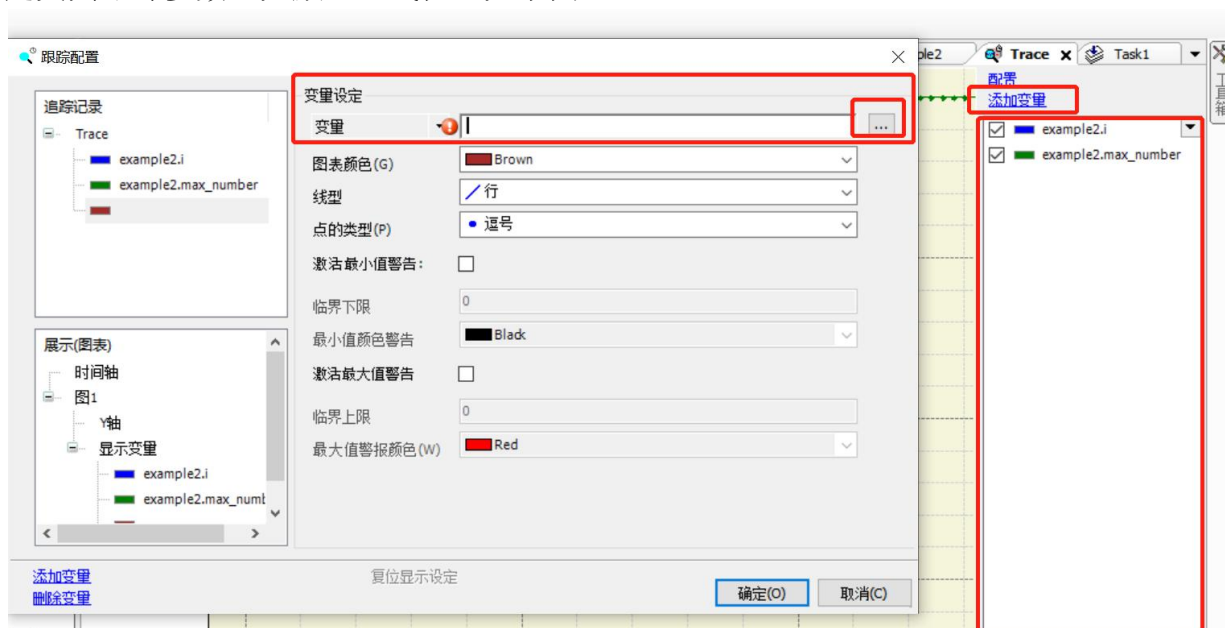 跟踪配置
ple2
Trace
Task1
工具箱
配置
添加变量
example2.i
example2.max_number
追踪记录
Trace
example2.i
example2.max_number
变量设定
变量
...
图表颜色(G)
Brown
线型
行
点的类型(P)
逗号
激活最小值警告:
临界下限
0
最小值颜色警告
Black
激活最大值警告
临界上限
0
最大值警报颜色(W)
Red
展示(图表)
时间轴
图1
Y轴
显示变量
example2.i
example2.max_numb
添加变量
删除变量
复位显示设定
确定(O)
取消(C)